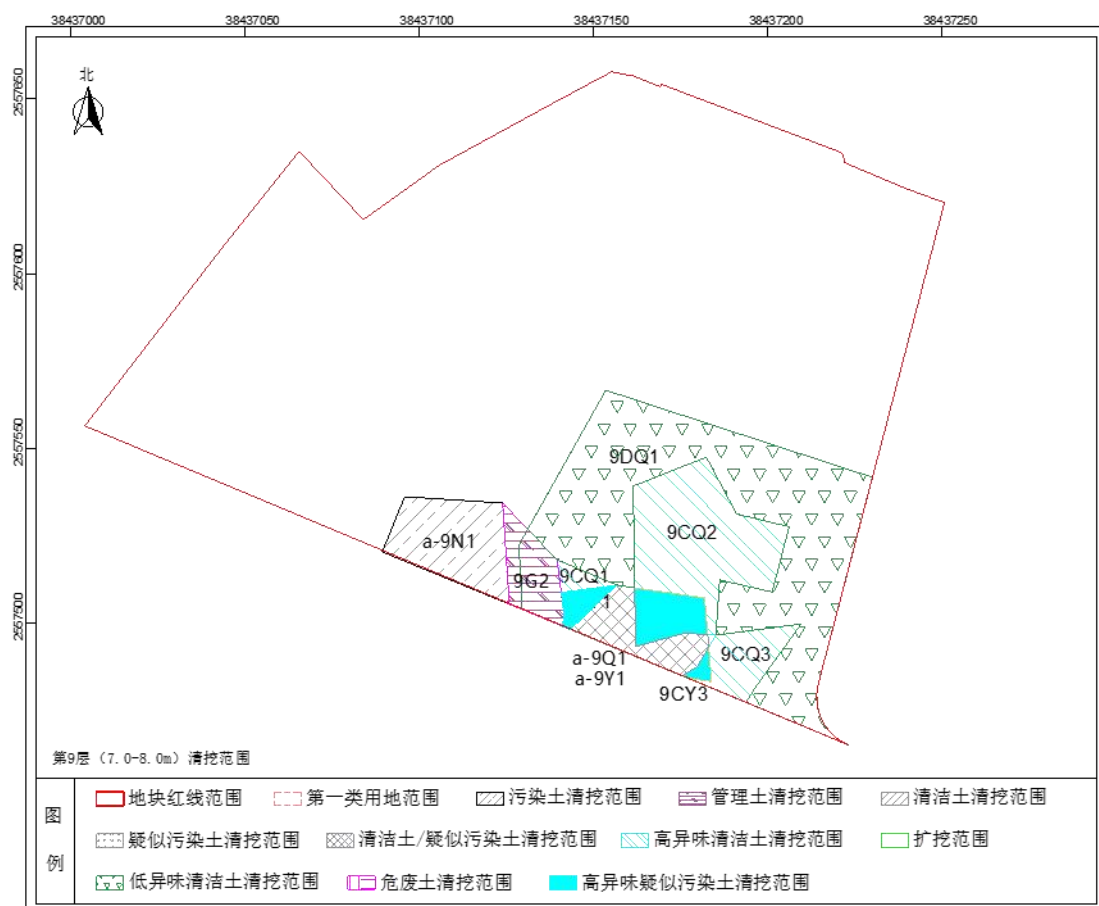 38437000 38437050 38437100 38437150 38437200 38437250
2557650
2557600
2557550
2557500
北
9DQ1
9CQ2
a-9N1
9G2
9CQ1
1
9CQ3
a-9Q1
a-9Y1
9CY3
第9层（7.0-8.0m）清挖范围
图例
地块红线范围 第一类用地范围 污染土清挖范围 管理土清挖范围 清洁土清挖范围
疑似污染土清挖范围 清洁土/疑似污染土清挖范围 高异味清洁土清挖范围 扩挖范围
低异味清洁土清挖范围 危废土清挖范围 高异味疑似污染土清挖范围